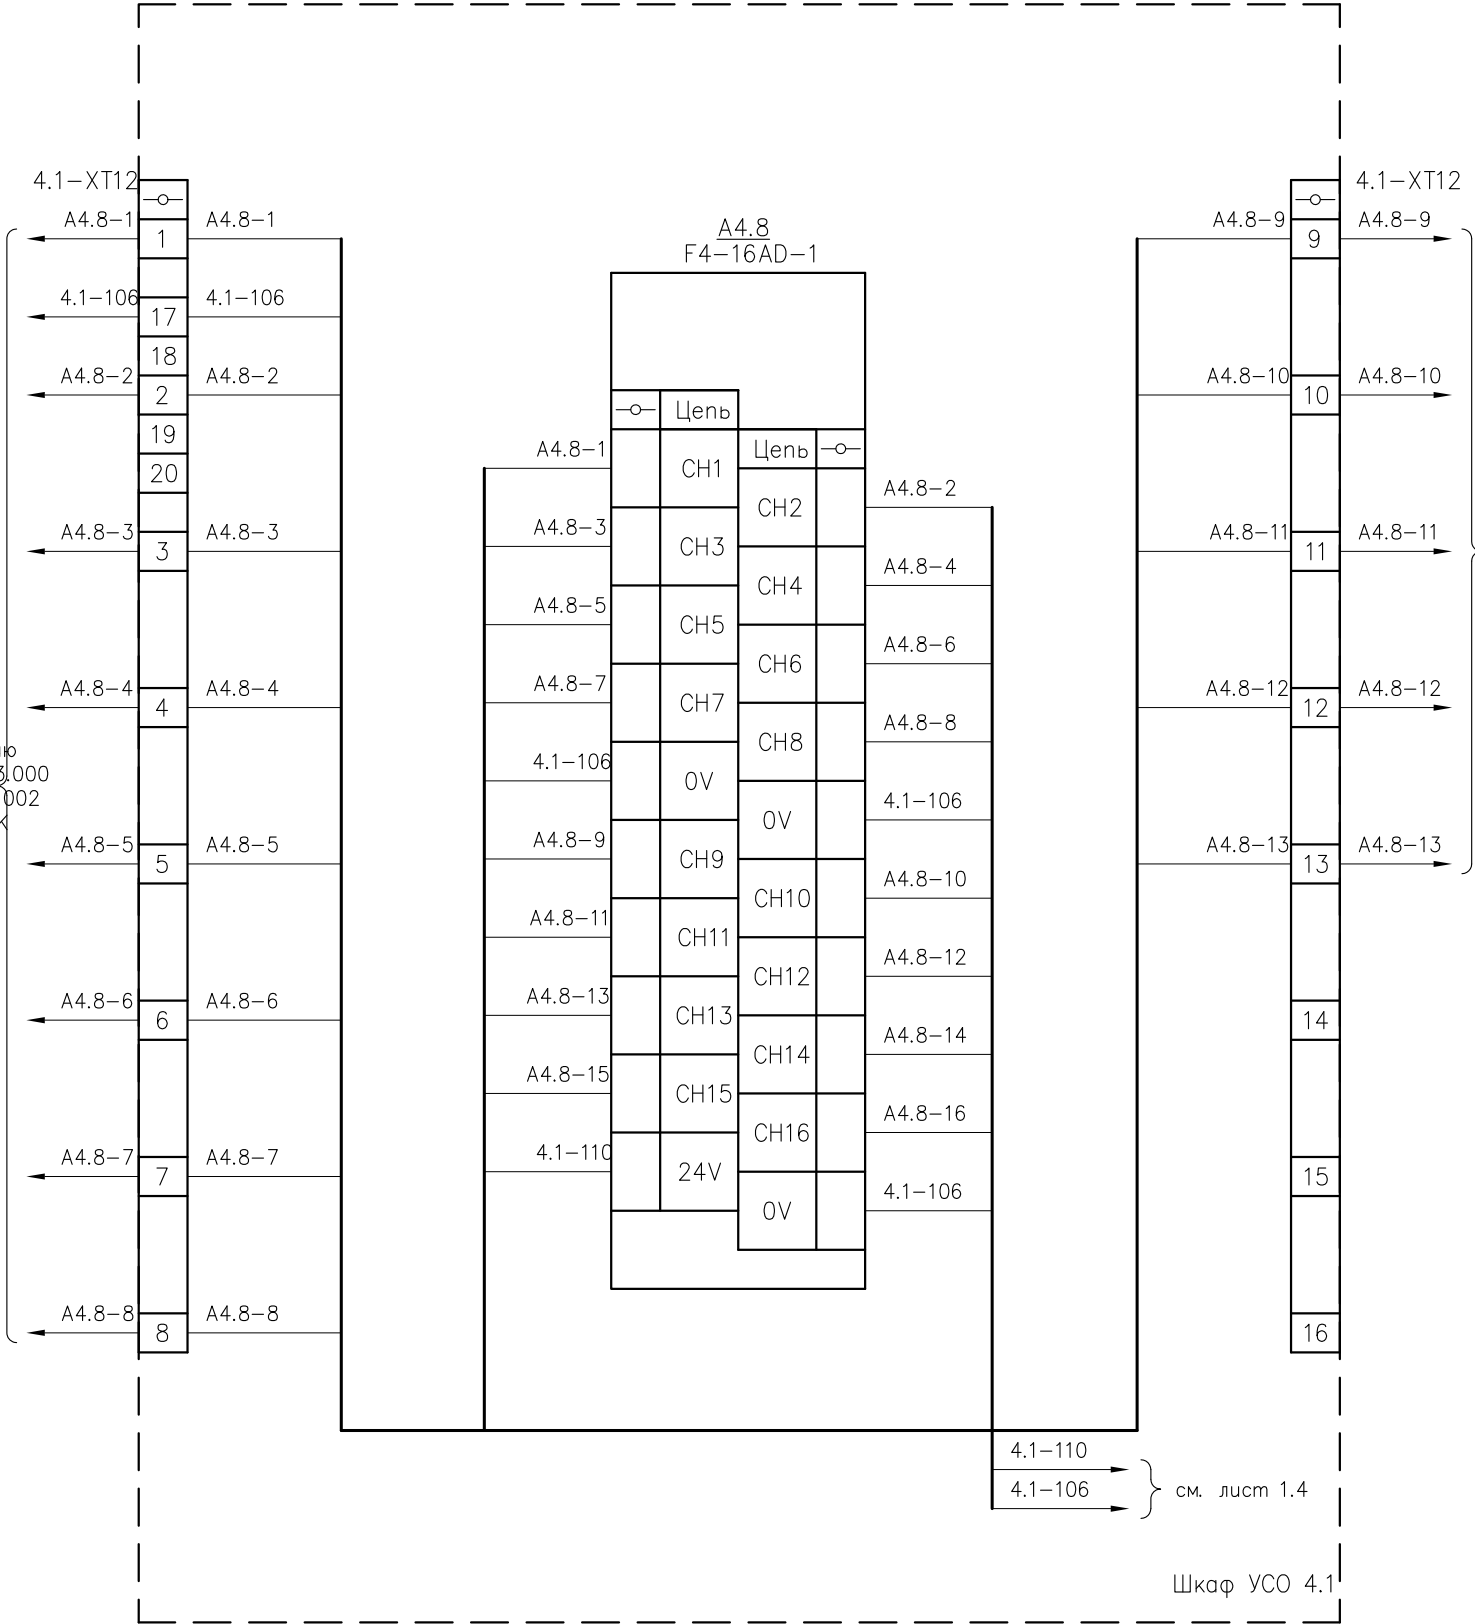 4.1-XT12
A4.8-1
1
A4.8-1
4.1-106
17
4.1-106
18
A4.8-2
2
A4.8-2
19
20
A4.8-3
3
A4.8-3
A4.8-4
4
A4.8-4
3.000
002
A4.8-5
5
A4.8-5
A4.8-6
6
A4.8-6
A4.8-7
7
A4.8-7
A4.8-8
8
A4.8-8
A4.8
F4-16AD-1
Цепь
A4.8-1
CH1
A4.8-3
CH3
A4.8-5
CH5
A4.8-7
CH7
4.1-106
0V
A4.8-9
CH9
A4.8-11
CH11
A4.8-13
CH13
A4.8-15
CH15
4.1-110
24V
Цепь
CH2
A4.8-2
CH4
A4.8-4
CH6
A4.8-6
CH8
A4.8-8
0V
4.1-106
CH10
A4.8-10
CH12
A4.8-12
CH14
A4.8-14
CH16
A4.8-16
0V
4.1-106
4.1-XT12
A4.8-9
9
A4.8-9
A4.8-10
10
A4.8-10
A4.8-11
11
A4.8-11
A4.8-12
12
A4.8-12
A4.8-13
13
A4.8-13
14
15
16
4.1-110
4.1-106
см. лист 1.4
Шкаф УСО 4.1